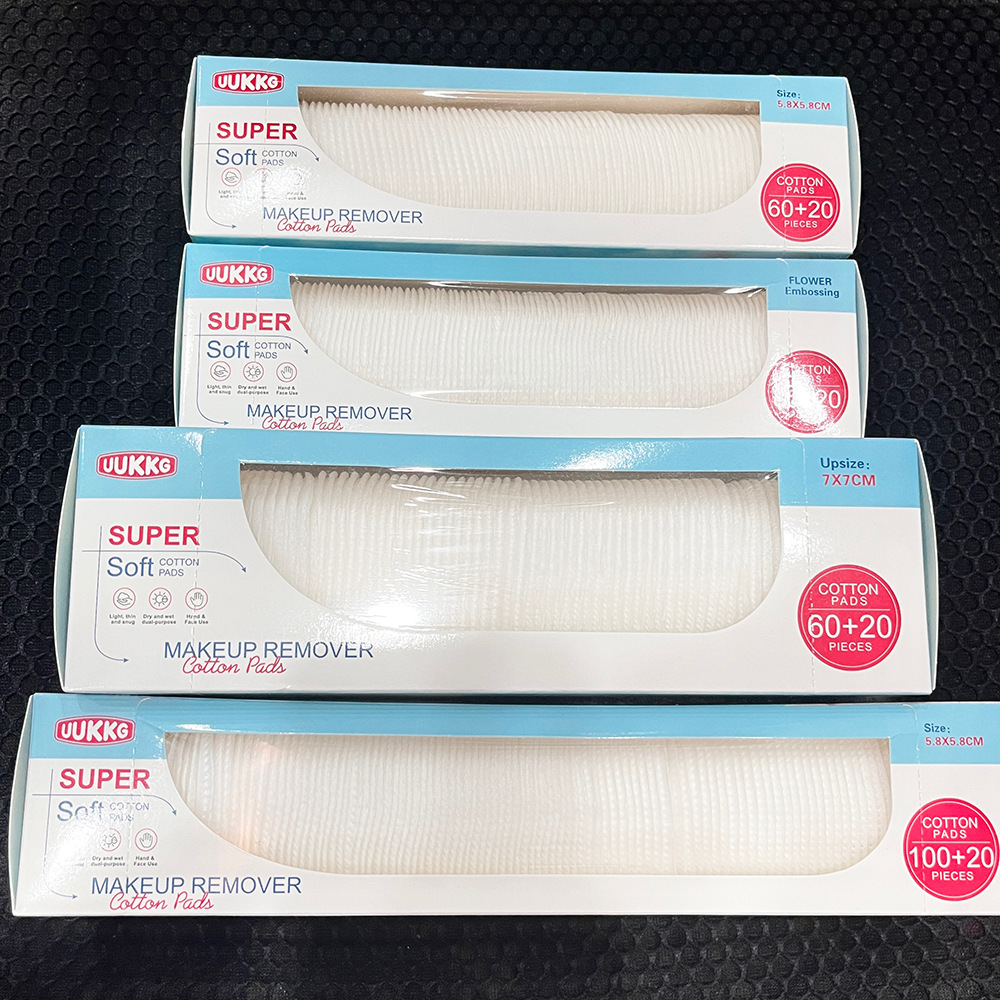 UUKKG
Size:
5.8X5.8CM
SUPER
Soft COTTON PADS
MAKEUP REMOVER
Cotton Pads
COTTON
PADS
60+20
PIECES
UUKKG
FLOWER
Embossing
SUPER
Soft COTTON PADS
Light, thin and snug
Dry and wet dual-purpose
Hand & Face Use
MAKEUP REMOVER
Cotton Pads
UUKKG
Upsize:
7X7CM
SUPER
Soft COTTON PADS
Light, thin and snug
Dry and wet dual-purpose
Hand & Face Use
MAKEUP REMOVER
Cotton Pads
COTTON
PADS
60+20
PIECES
UUKKG
Size:
5.8X5.8CM
SUPER
Soft COTTON PADS
Dry and wet dual-purpose
Hand & Face Use
MAKEUP REMOVER
Cotton Pads
COTTON
PADS
100+20
PIECES